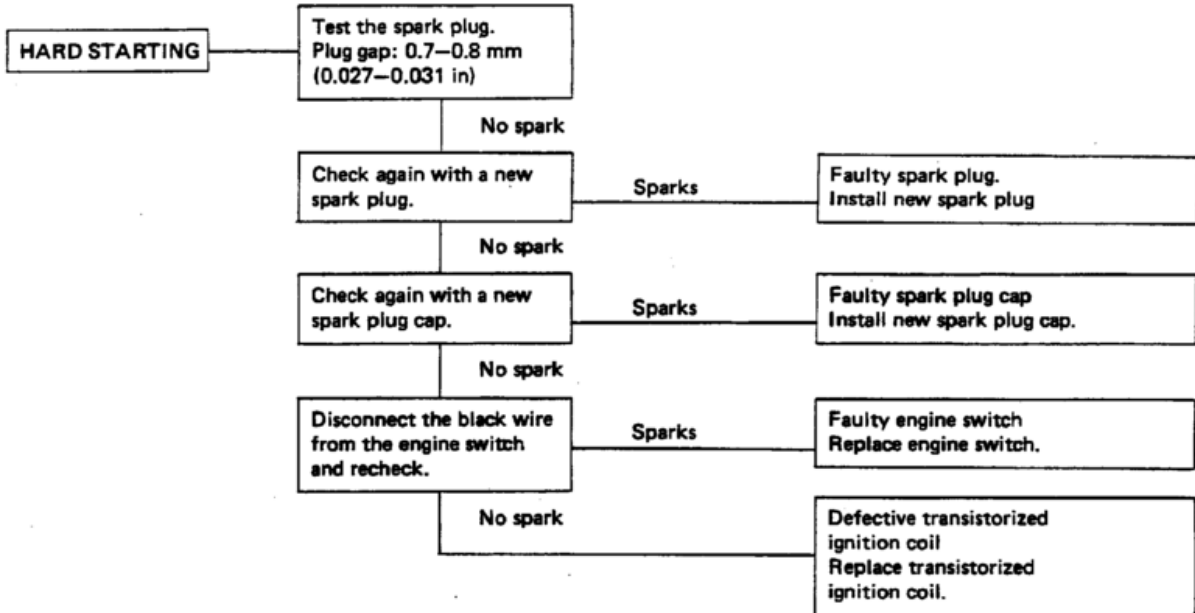 HARD STARTING
Test the spark plug.
Plug gap: 0.7—0.8 mm
(0.027—0.031 in)
No spark
Check again with a new
spark plug.
Sparks
Faulty spark plug.
Install new spark plug
No spark
Check again with a new
spark plug cap.
Sparks
Faulty spark plug cap
Install new spark plug cap.
No spark
Disconnect the black wire
from the engine switch
and recheck.
Sparks
Faulty engine switch
Replace engine switch.
No spark
Defective transistorized
ignition coil
Replace transistorized
ignition coil.